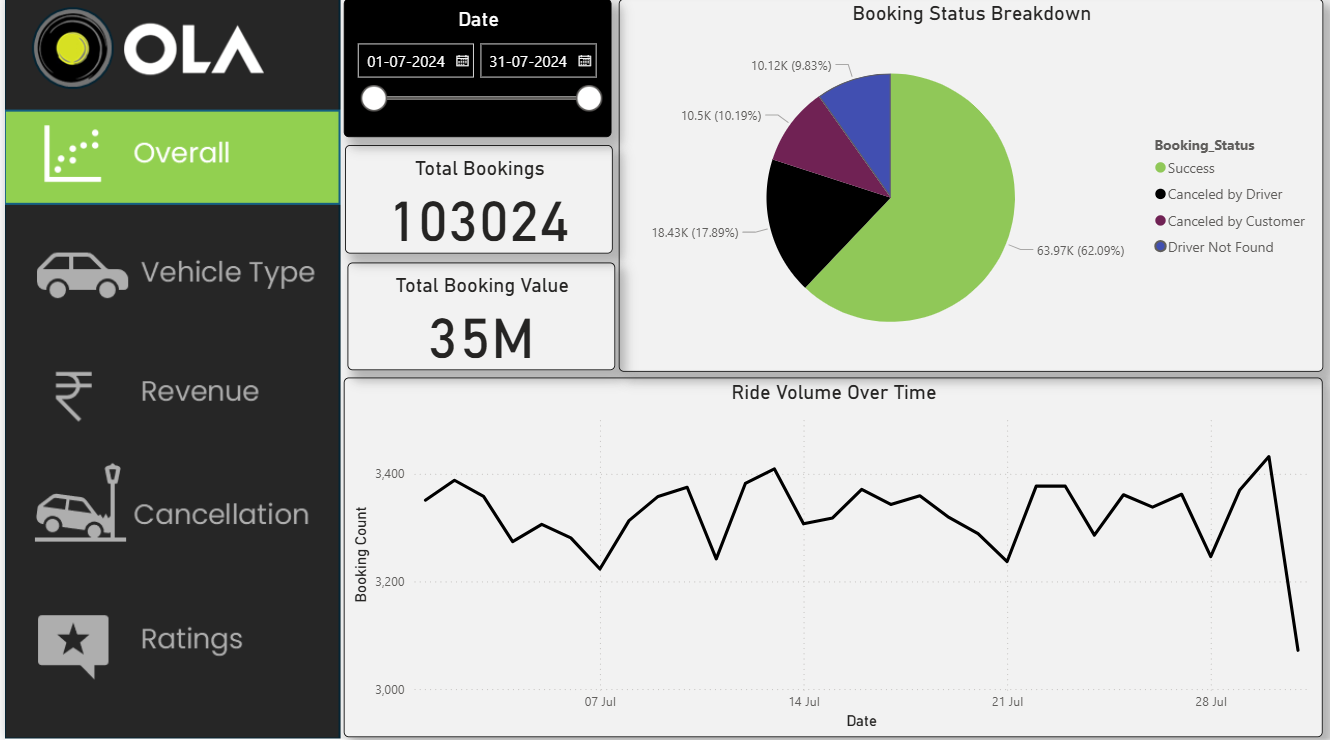 OLA
Overall
Vehicle Type
Revenue
Cancellation
Ratings
Date
01-07-2024
31-07-2024
Total Bookings
103024
Total Booking Value
35M
Booking Status Breakdown
10.12K (9.83%)
10.5K (10.19%)
18.43K (17.89%)
63.97K (62.09%)
Booking_Status
Success
Canceled by Driver
Canceled by Customer
Driver Not Found
Ride Volume Over Time
Booking Count
3,400
3,200
3,000
07 Jul
14 Jul
21 Jul
28 Jul
Date